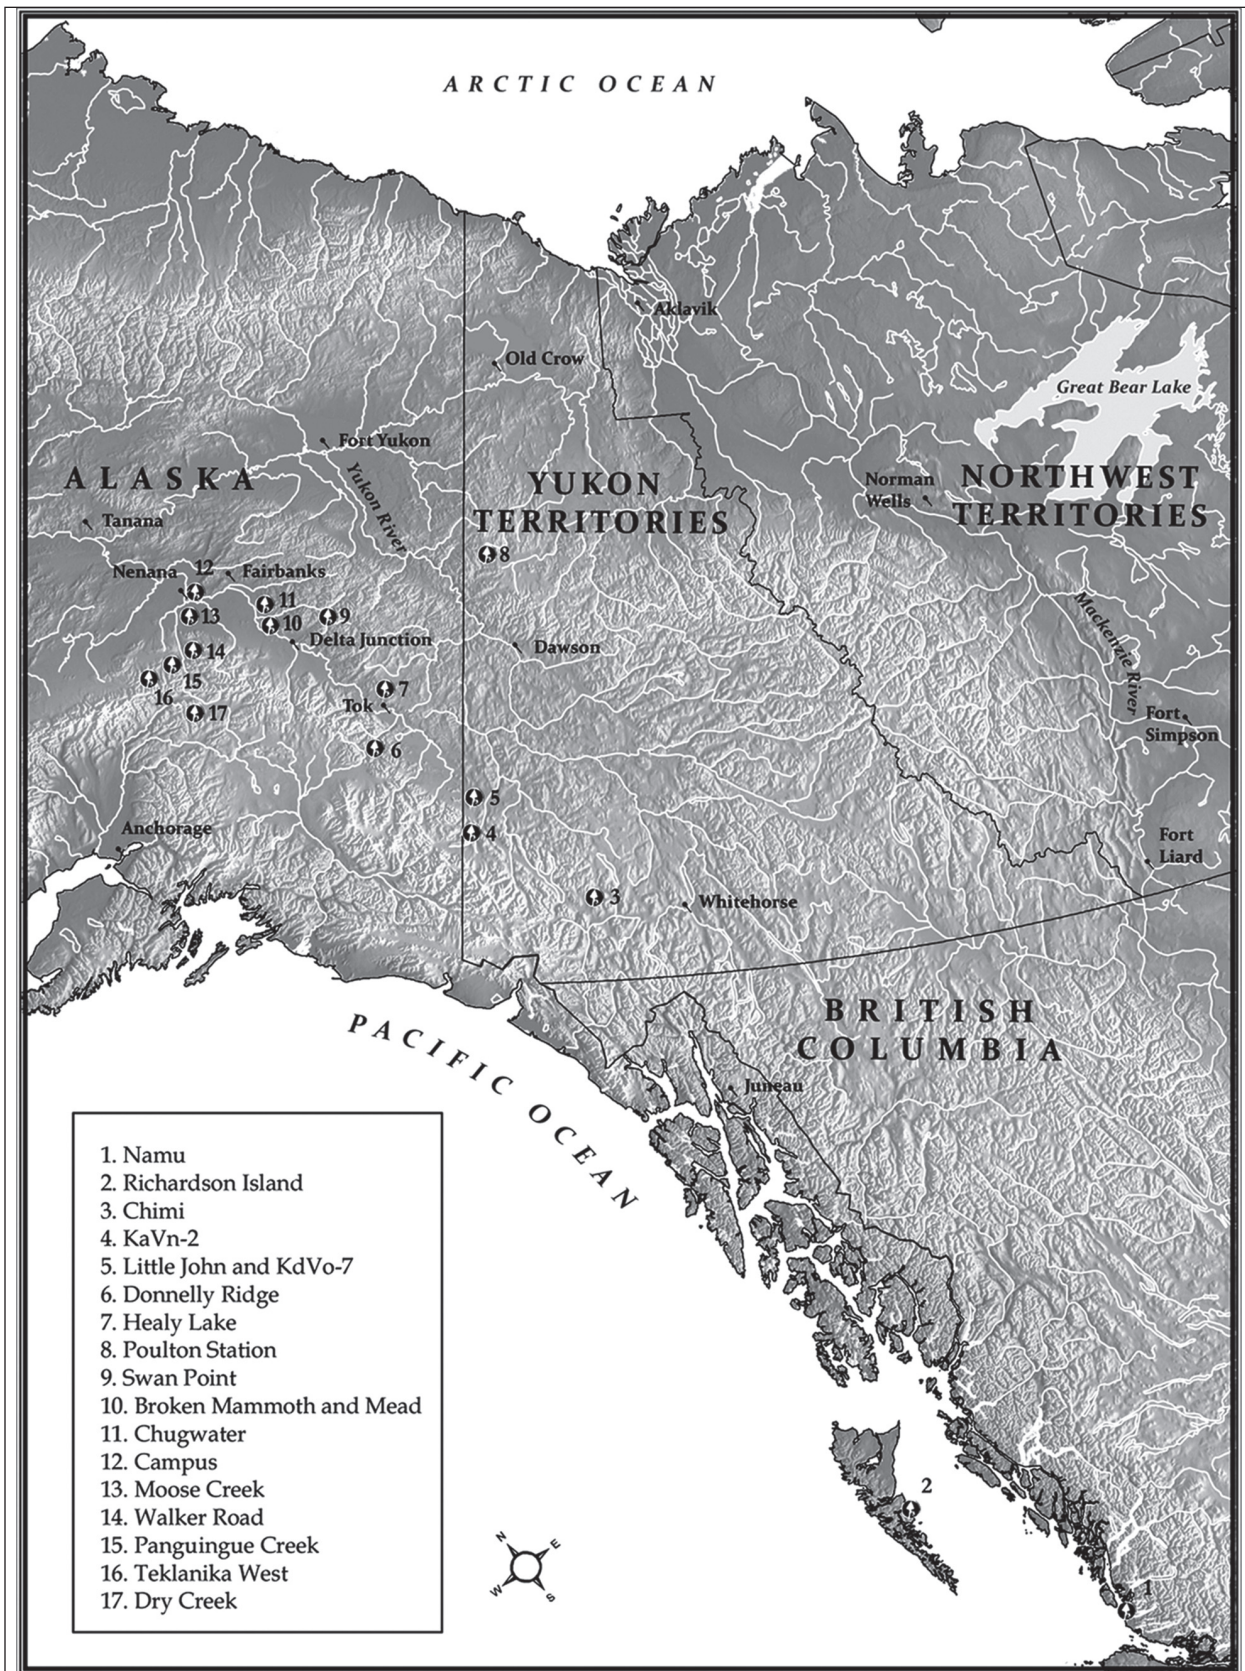 ARCTIC OCEAN
Aklavik
Old Crow
Great Bear Lake
Fort Yukon
ALASKA
Yukon River
YUKON
TERRITORIES
Norman
Wells
NORTHWEST
TERRITORIES
Tanana
8
Nenana
12
Fairbanks
11
13
10
9
Delta Junction
Dawson
Mackenzie River
14
15
16
7
Tok
17
Fort
Simpson
6
5
4
Anchorage
Fort
Liard
3
Whitehorse
BRITISH
COLUMBIA
PACIFIC OCEAN
Juneau
1. Namu
2. Richardson Island
3. Chimi
4. KaVn-2
5. Little John and KdVo-7
6. Donnelly Ridge
7. Healy Lake
8. Poulton Station
9. Swan Point
10. Broken Mammoth and Mead
11. Chugwater
12. Campus
13. Moose Creek
14. Walker Road
15. Panguingue Creek
16. Teklanika West
17. Dry Creek
2
N
E
W
S
1